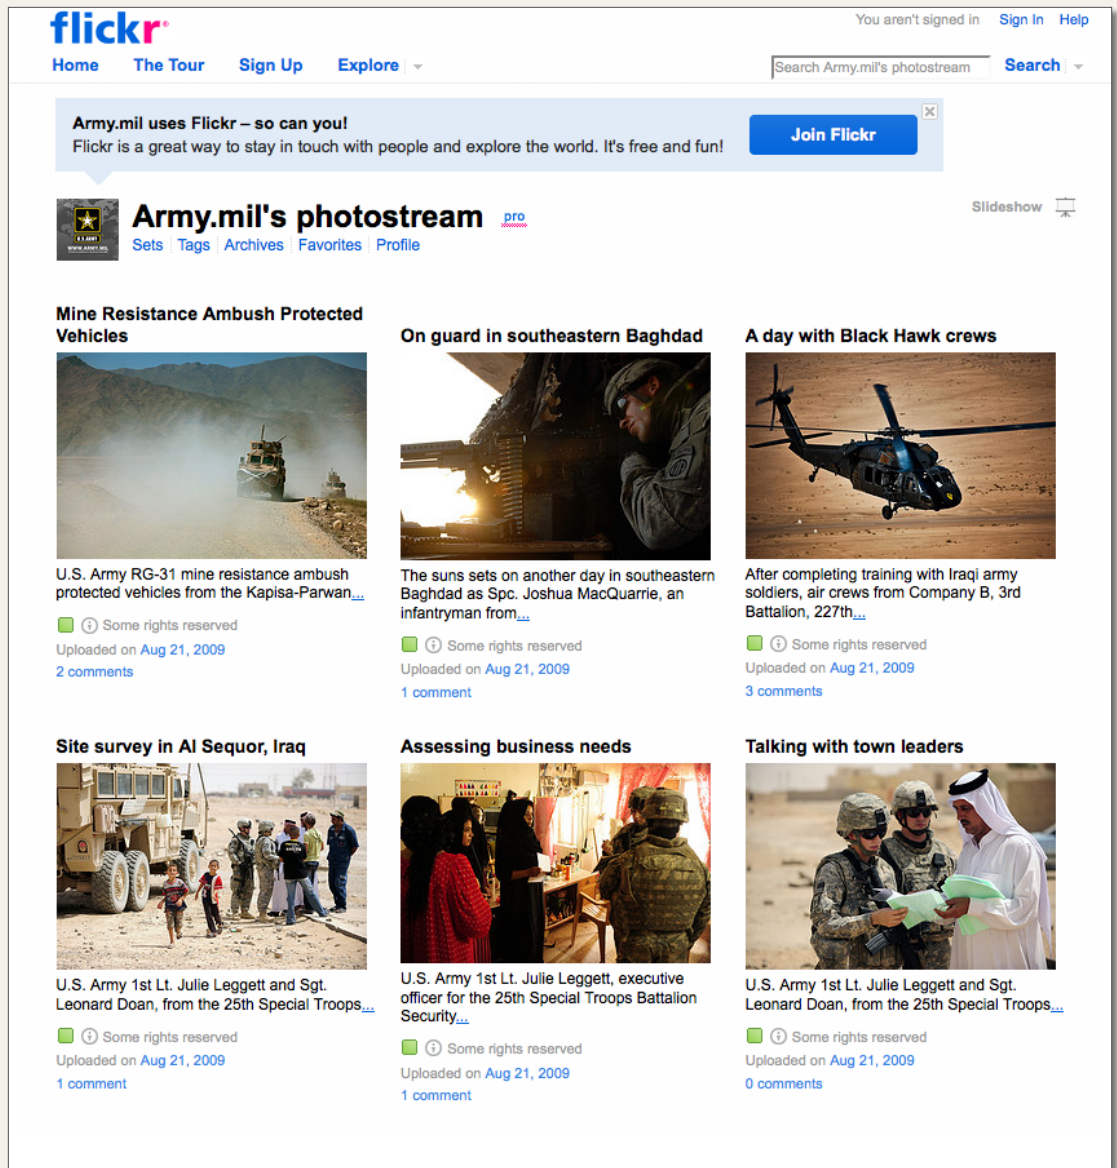 flickr
You aren't signed in Sign In Help
Home The Tour Sign Up Explore
Search Army.mil's photostream Search
Army.mil uses Flickr – so can you!
Flickr is a great way to stay in touch with people and explore the world. It's free and fun!
Join Flickr
U.S.ARMY
WWW.ARMY.MIL
Army.mil's photostream pro
Slideshow
Sets Tags Archives Favorites Profile
Mine Resistance Ambush Protected
Vehicles
U.S. Army RG-31 mine resistance ambush
protected vehicles from the Kapisa-Parwan...
Some rights reserved
Uploaded on Aug 21, 2009
2 comments
On guard in southeastern Baghdad
The suns sets on another day in southeastern
Baghdad as Spc. Joshua MacQuarrie, an
infantryman from...
Some rights reserved
Uploaded on Aug 21, 2009
1 comment
A day with Black Hawk crews
After completing training with Iraqi army
soldiers, air crews from Company B, 3rd
Battalion, 227th...
Some rights reserved
Uploaded on Aug 21, 2009
3 comments
Site survey in Al Sequor, Iraq
U.S. Army 1st Lt. Julie Leggett and Sgt.
Leonard Doan, from the 25th Special Troops...
Some rights reserved
Uploaded on Aug 21, 2009
1 comment
Assessing business needs
U.S. Army 1st Lt. Julie Leggett, executive
officer for the 25th Special Troops Battalion
Security...
Some rights reserved
Uploaded on Aug 21, 2009
1 comment
Talking with town leaders
U.S. Army 1st Lt. Julie Leggett and Sgt.
Leonard Doan, from the 25th Special Troops...
Some rights reserved
Uploaded on Aug 21, 2009
0 comments